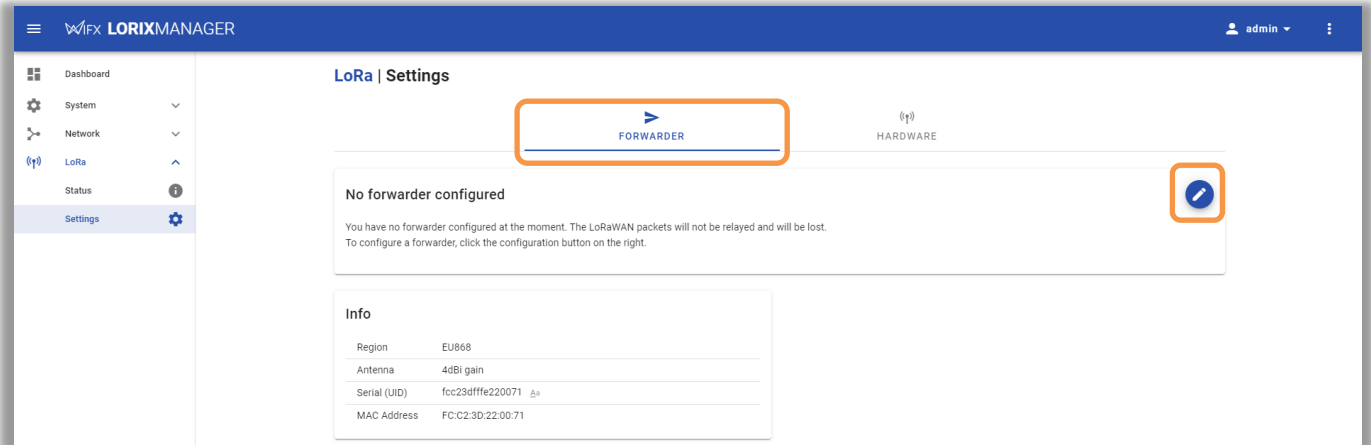 WIFX LORIXMANAGER
admin
Dashboard
System
Network
LoRa
Status
Settings
LoRa | Settings
FORWARDER
HARDWARE
No forwarder configured
You have no forwarder configured at the moment. The LoRaWAN packets will not be relayed and will be lost.
To configure a forwarder, click the configuration button on the right.
Info
Region EU868
Antenna 4dBi gain
Serial (UID) fcc23dfffe220071 Aa
MAC Address FC:C2:3D:22:00:71